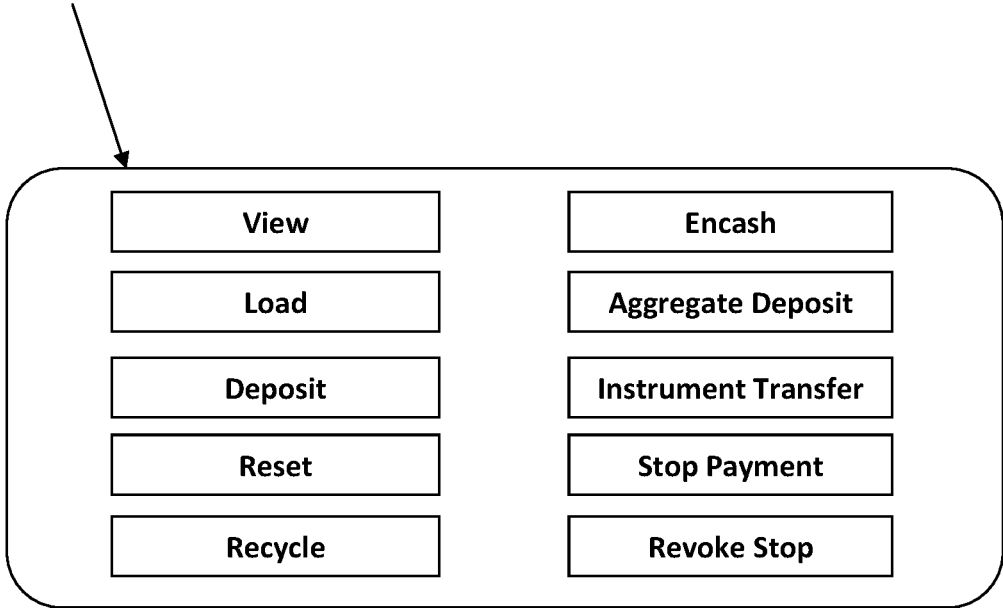 View
Load
Deposit
Reset
Recycle
Encash
Aggregate Deposit
Instrument Transfer
Stop Payment
Revoke Stop